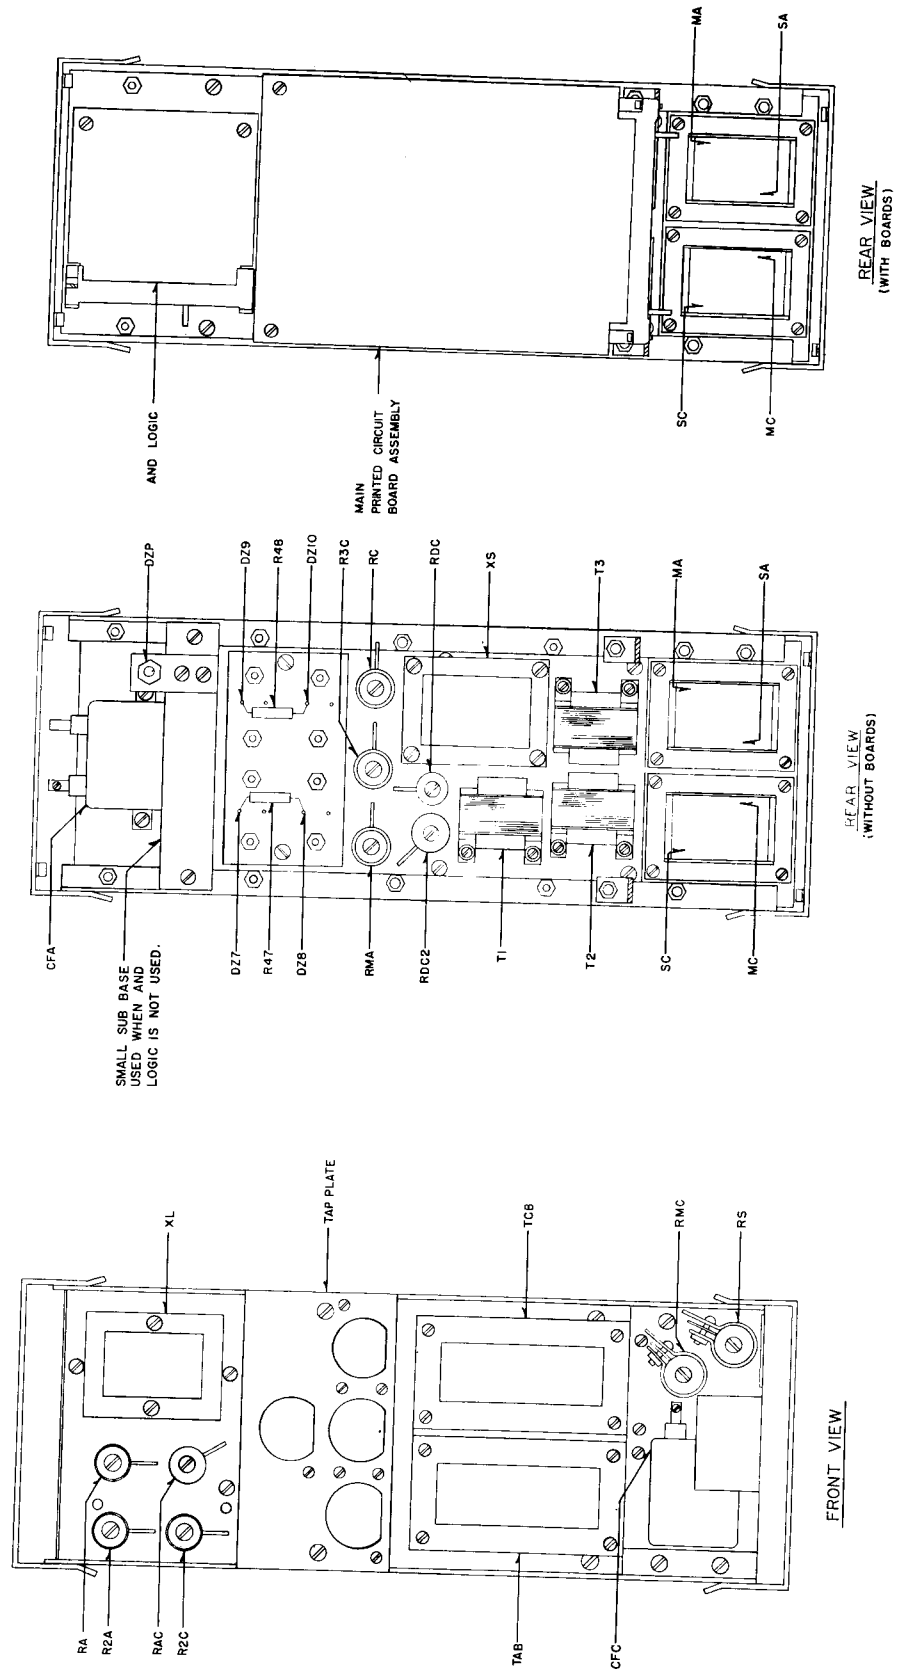 MA
SA
AND LOGIC
MAIN
PRINTED CIRCUIT
BOARD ASSEMBLY
SC
MC
REAR VIEW
(WITH BOARDS)
DZP
DZ9
R48
DZ10
R3C
RC
RDC
XS
T3
MA
SA
CFA
SMALL SUB BASE
USED WHEN AND
LOGIC IS NOT USED.
DZ7
R47
DZ8
RMA
RDC2
T1
T2
SC
MC
REAR VIEW
(WITHOUT BOARDS)
XL
TAP PLATE
TCB
RMC
RS
RA
R2A
RAC
R2C
TAB
CFC
FRONT VIEW